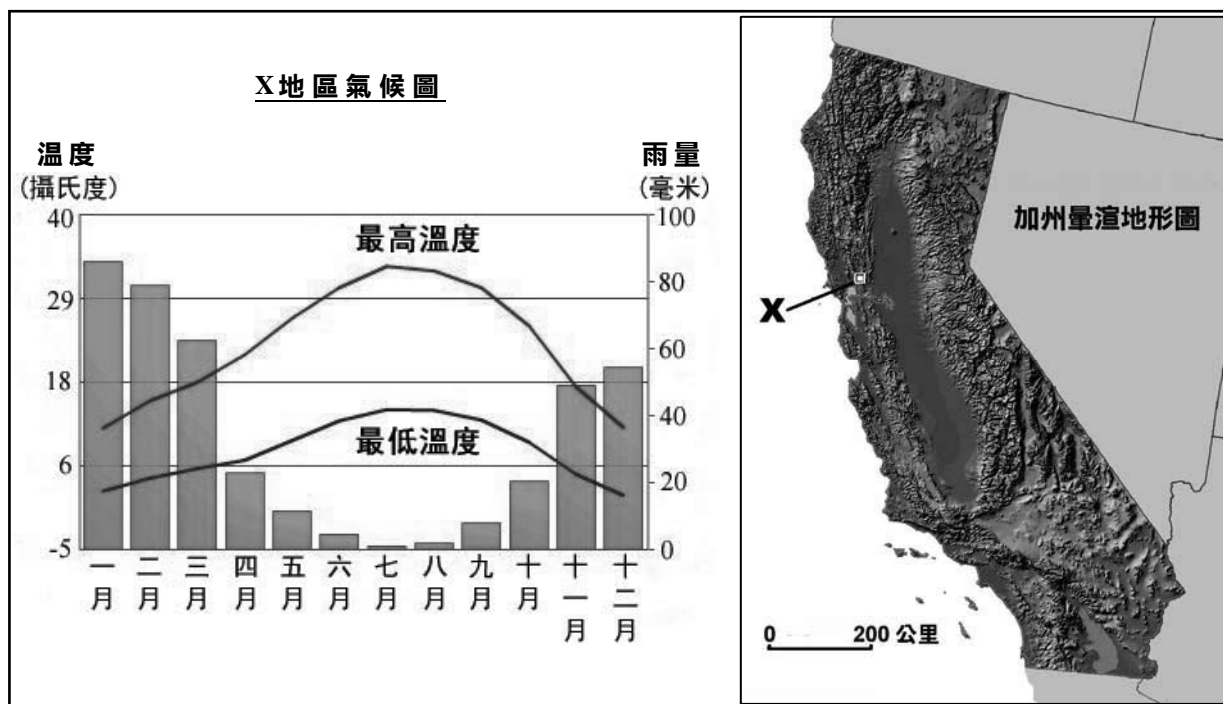 X地區氣候圖
温度
(攝氏度)
雨量
(毫米)
40
29
18
6
-5
100
80
60
40
20
0
最高溫度
最低溫度
一月
二月
三月
四月
五月
六月
七月
八月
九月
十月
十一月
十二月
加州暈渲地形圖
X
0 200 公里